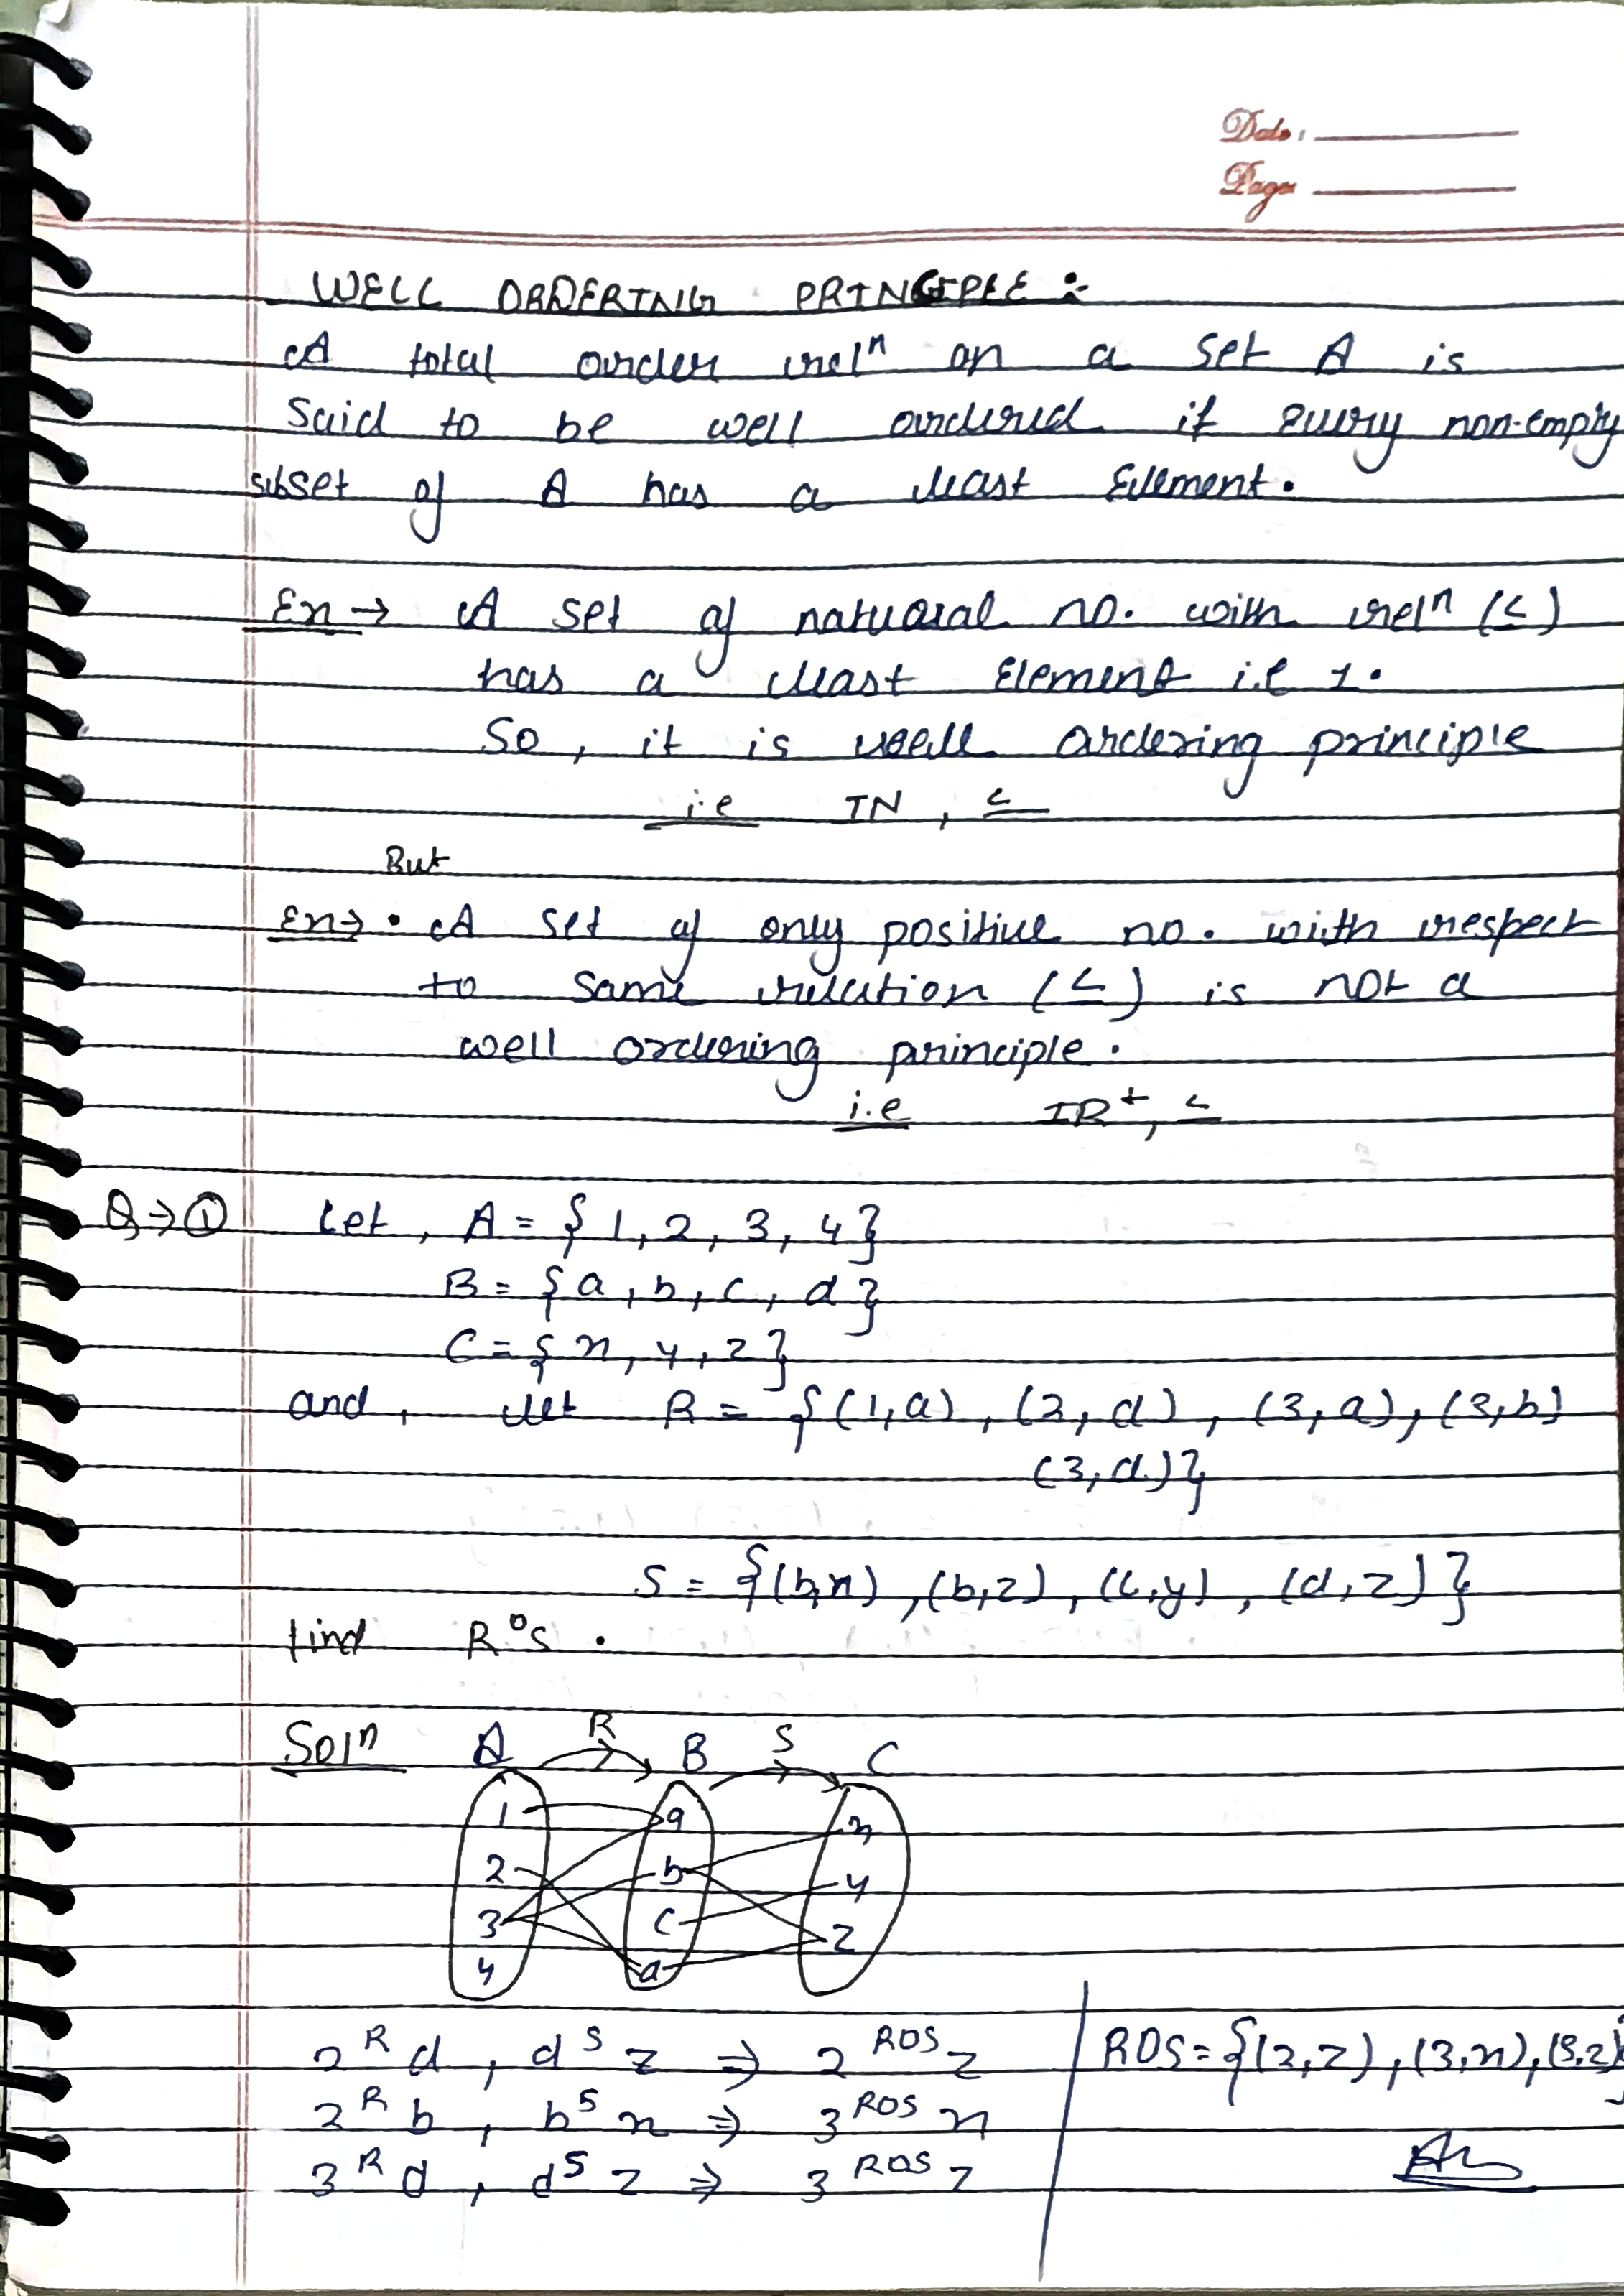 Date:
Page
WELL ORDERING PRINCIPLE :-
A total order relⁿ on a set A is
Said to be well ordered if every non-empty
subset of A has a least Element.
Ex → A set of natural no. with relⁿ (≤)
has a least Element i.e 1.
So, it is well ordering principle
i.e IN, ≤
But
Ex → • A set of only positive no. with respect
to same relation (≤) is not a
well ordering principle.
i.e IR⁺, ≤
Q → ① Let, A = {1, 2, 3, 4}
B = {a, b, c, d}
C = {x, y, z}
and, let R = {(1,a), (2,d), (3,a), (3,b)
(3,d)}
S = {(b,x), (b,z), (c,y), (d,z)}
find R°S.
Solⁿ A R B S C
1 a x
2 b y
3 c z
4 d
2 ᴿ d, d ˢ z ⇒ 2 ᴿᴼˢ z
2 ᴿ b, b ˢ x ⇒ 3 ᴿᴼˢ x
3 ᴿ d, d ˢ z ⇒ 3 ᴿᴼˢ z
ROS = {(2,z), (3,x), (3,z)}
Ans